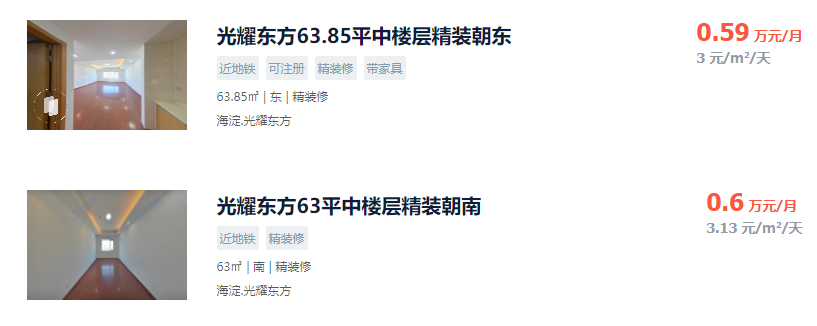 光耀东方63.85平中楼层精装朝东
0.59 万元/月
近地铁 可注册 精装修 带家具
3 元/m²/天
63.85㎡ | 东 | 精装修
海淀.光耀东方
光耀东方63平中楼层精装朝南
0.6 万元/月
近地铁 精装修
3.13 元/m²/天
63㎡ | 南 | 精装修
海淀.光耀东方